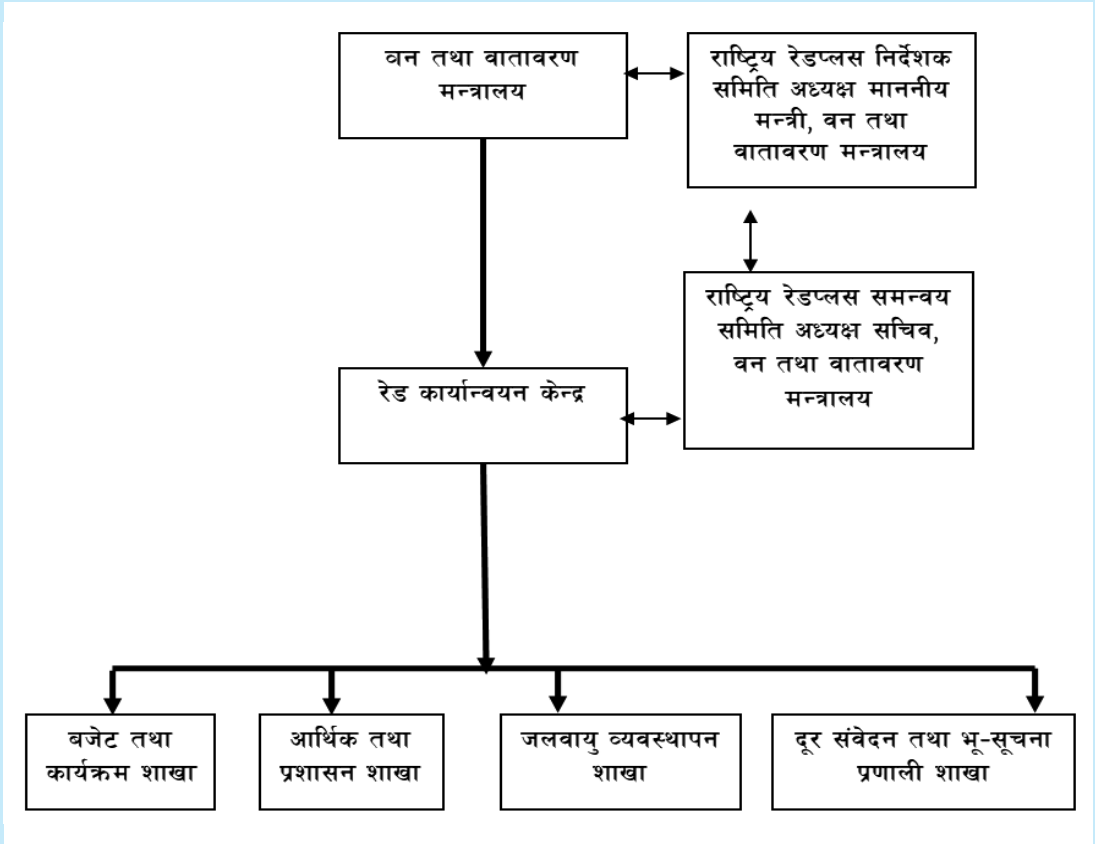 वन तथा वातावरण
मन्त्रालय
राष्ट्रिय रेडप्लस निर्देशक
समिति अध्यक्ष माननीय
मन्त्री, वन तथा
वातावरण मन्त्रालय
राष्ट्रिय रेडप्लस समन्वय
समिति अध्यक्ष सचिव,
वन तथा वातावरण
मन्त्रालय
रेड कार्यान्वयन केन्द्र
बजेट तथा
कार्यक्रम शाखा
आर्थिक तथा
प्रशासन शाखा
जलवायु व्यवस्थापन
शाखा
दूर संवेदन तथा भू-सूचना
प्रणाली शाखा